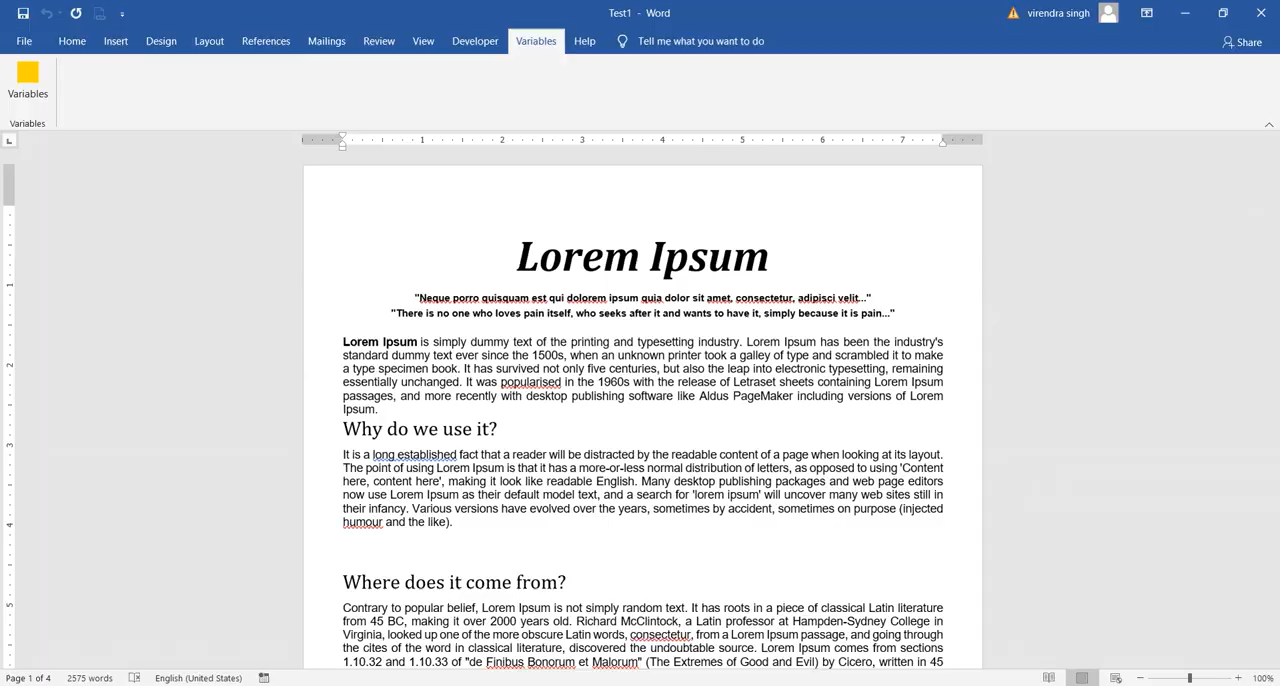 Test1 - Word
virendra singh
File Home Insert Design Layout References Mailings Review View Developer Variables Help Tell me what you want to do
Share
Variables
Variables
1 2 3 4 5 6 7
Lorem Ipsum
"Neque porro quisquam est qui dolorem ipsum quia dolor sit amet, consectetur, adipisci velit..."
"There is no one who loves pain itself, who seeks after it and wants to have it, simply because it is pain..."
Lorem Ipsum is simply dummy text of the printing and typesetting industry. Lorem Ipsum has been the industry's
standard dummy text ever since the 1500s, when an unknown printer took a galley of type and scrambled it to make
a type specimen book. It has survived not only five centuries, but also the leap into electronic typesetting, remaining
essentially unchanged. It was popularised in the 1960s with the release of Letraset sheets containing Lorem Ipsum
passages, and more recently with desktop publishing software like Aldus PageMaker including versions of Lorem
Ipsum.
Why do we use it?
It is a long established fact that a reader will be distracted by the readable content of a page when looking at its layout.
The point of using Lorem Ipsum is that it has a more-or-less normal distribution of letters, as opposed to using 'Content
here, content here', making it look like readable English. Many desktop publishing packages and web page editors
now use Lorem Ipsum as their default model text, and a search for 'lorem ipsum' will uncover many web sites still in
their infancy. Various versions have evolved over the years, sometimes by accident, sometimes on purpose (injected
humour and the like).
Where does it come from?
Contrary to popular belief, Lorem Ipsum is not simply random text. It has roots in a piece of classical Latin literature
from 45 BC, making it over 2000 years old. Richard McClintock, a Latin professor at Hampden-Sydney College in
Virginia, looked up one of the more obscure Latin words, consectetur, from a Lorem Ipsum passage, and going through
the cites of the word in classical literature, discovered the undoubtable source. Lorem Ipsum comes from sections
1.10.32 and 1.10.33 of "de Finibus Bonorum et Malorum" (The Extremes of Good and Evil) by Cicero, written in 45
1
2
3
4
5
Page 1 of 4 2575 words English (United States) 100%